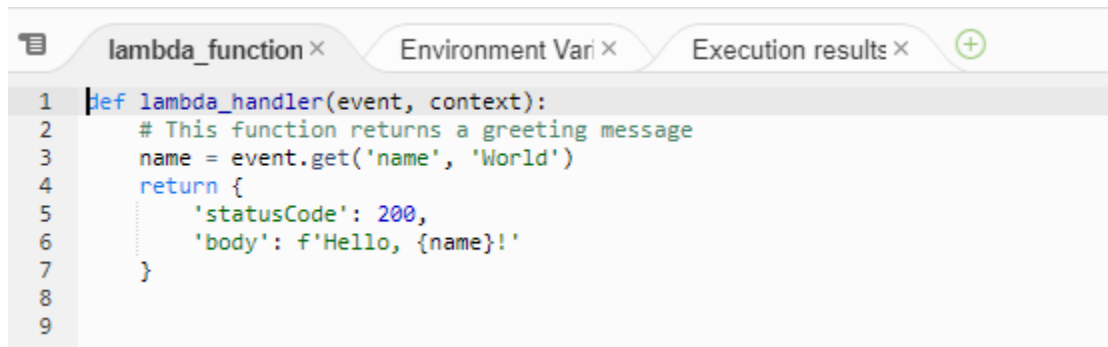 lambda_function × Environment Vari × Execution results ×
1 def lambda_handler(event, context):
2     # This function returns a greeting message
3     name = event.get('name', 'World')
4     return {
5         'statusCode': 200,
6         'body': f'Hello, {name}!'
7     }
8
9